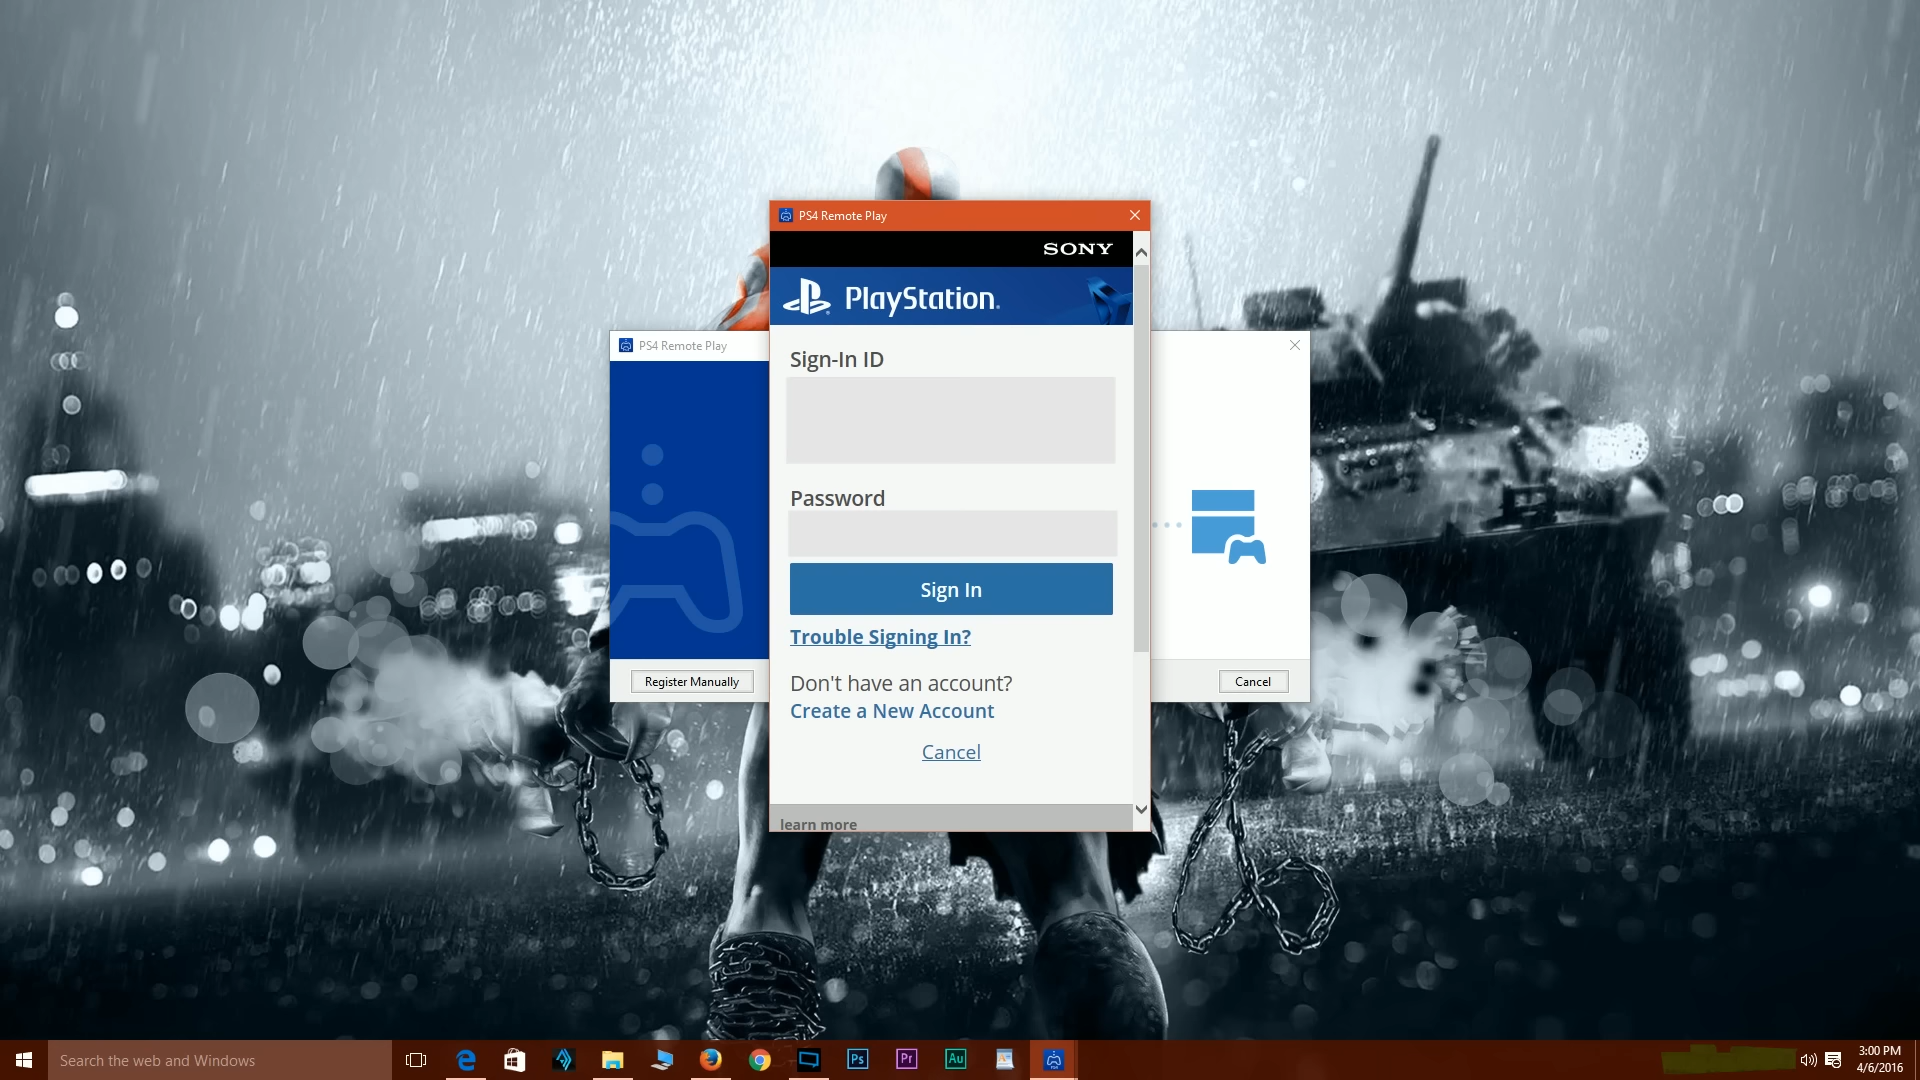 PS4 Remote Play
SONY
PlayStation
Sign-In ID
Password
Sign In
Trouble Signing In?
Don't have an account?
Create a New Account
Cancel
learn more
PS4 Remote Play
Register Manually
Cancel
Search the web and Windows
Ps
Pr
Au
3:00 PM
4/6/2016